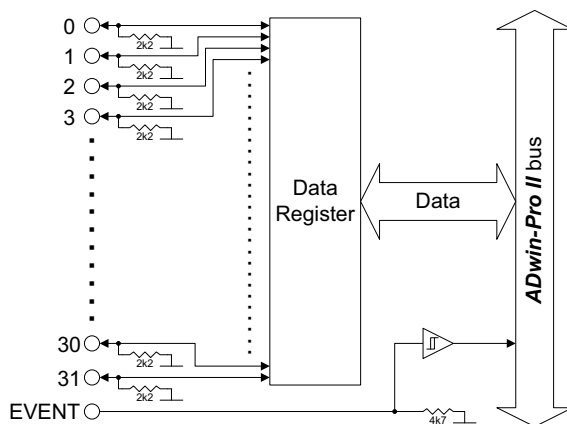 0
2k2
1
2k2
2
2k2
3
2k2
Data
Register
Data
ADwin-Pro II bus
30
2k2
31
2k2
EVENT
4k7